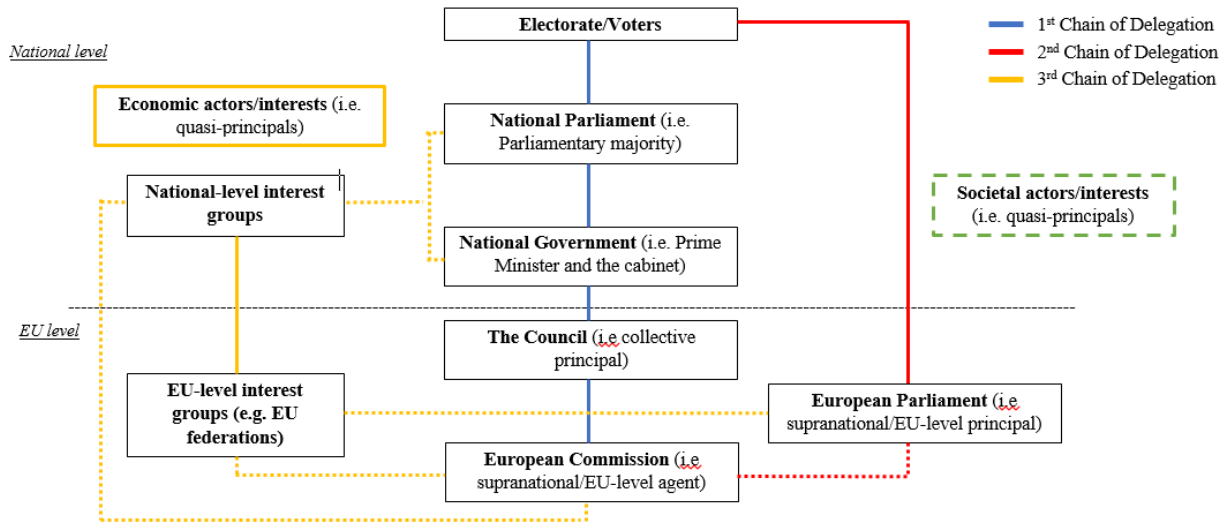 Electorate/Voters
1st Chain of Delegation
2nd Chain of Delegation
3rd Chain of Delegation
National level
Economic actors/interests (i.e.
quasi-principals)
National Parliament (i.e.
Parliamentary majority)
National-level interest
groups
Societal actors/interests
(i.e. quasi-principals)
National Government (i.e. Prime
Minister and the cabinet)
EU level
The Council (i.e collective
principal)
EU-level interest
groups (e.g. EU
federations)
European Parliament (i.e
supranational/EU-level principal)
European Commission (i.e
supranational/EU-level agent)